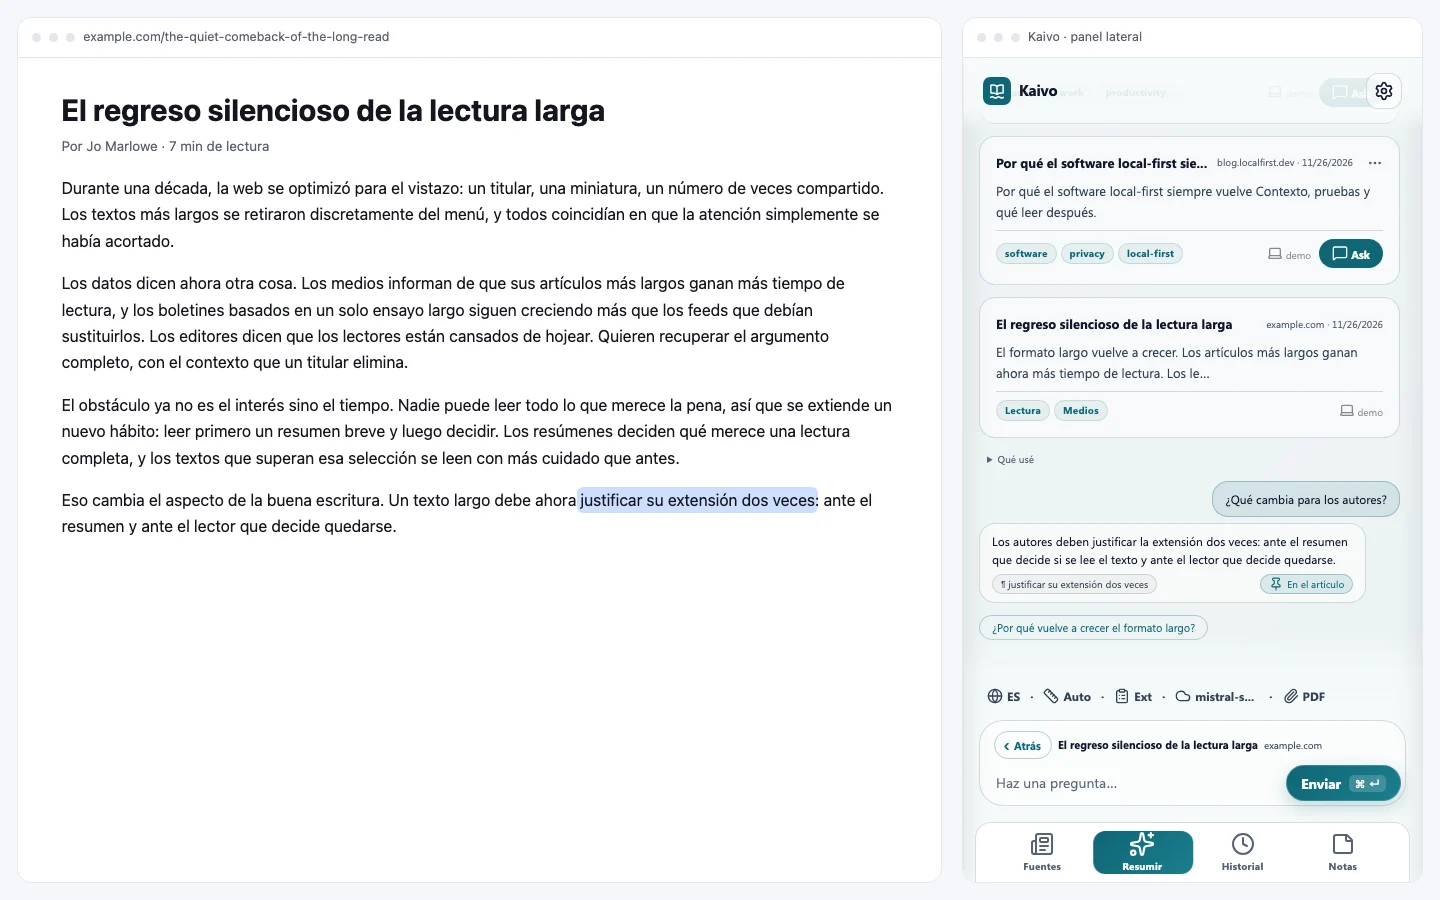 example.com/the-quiet-comeback-of-the-long-read
El regreso silencioso de la lectura larga
Por Jo Marlowe · 7 min de lectura
Durante una década, la web se optimizó para el vistazo: un titular, una miniatura, un número de veces compartido.
Los textos más largos se retiraron discretamente del menú, y todos coincidían en que la atención simplemente se
había acortado.
Los datos dicen ahora otra cosa. Los medios informan de que sus artículos más largos ganan más tiempo de
lectura, y los boletines basados en un solo ensayo largo siguen creciendo más que los feeds que debían
sustituirlos. Los editores dicen que los lectores están cansados de hojear. Quieren recuperar el argumento
completo, con el contexto que un titular elimina.
El obstáculo ya no es el interés sino el tiempo. Nadie puede leer todo lo que merece la pena, así que se extiende un
nuevo hábito: leer primero un resumen breve y luego decidir. Los resúmenes deciden qué merece una lectura
completa, y los textos que superan esa selección se leen con más cuidado que antes.
Eso cambia el aspecto de la buena escritura. Un texto largo debe ahora justificar su extensión dos veces: ante el
resumen y ante el lector que decide quedarse.
Kaivo · panel lateral
Kaivo
work productivity demo Ask
Por qué el software local-first sie... blog.localfirst.dev · 11/26/2026 ···
Por qué el software local-first siempre vuelve Contexto, pruebas y
qué leer después.
software privacy local-first demo Ask
El regreso silencioso de la lectura larga example.com · 11/26/2026
El formato largo vuelve a crecer. Los artículos más largos ganan
ahora más tiempo de lectura. Los le...
Lectura Medios demo
Qué usé
¿Qué cambia para los autores?
Los autores deben justificar la extensión dos veces: ante el resumen
que decide si se lee el texto y ante el lector que decide quedarse.
¶ justificar su extensión dos veces En el artículo
¿Por qué vuelve a crecer el formato largo?
ES · Auto · Ext · mistral-s... · PDF
‹ Atrás El regreso silencioso de la lectura larga example.com
Haz una pregunta...
Enviar ⌘ ↵
Fuentes Resumir Historial Notas